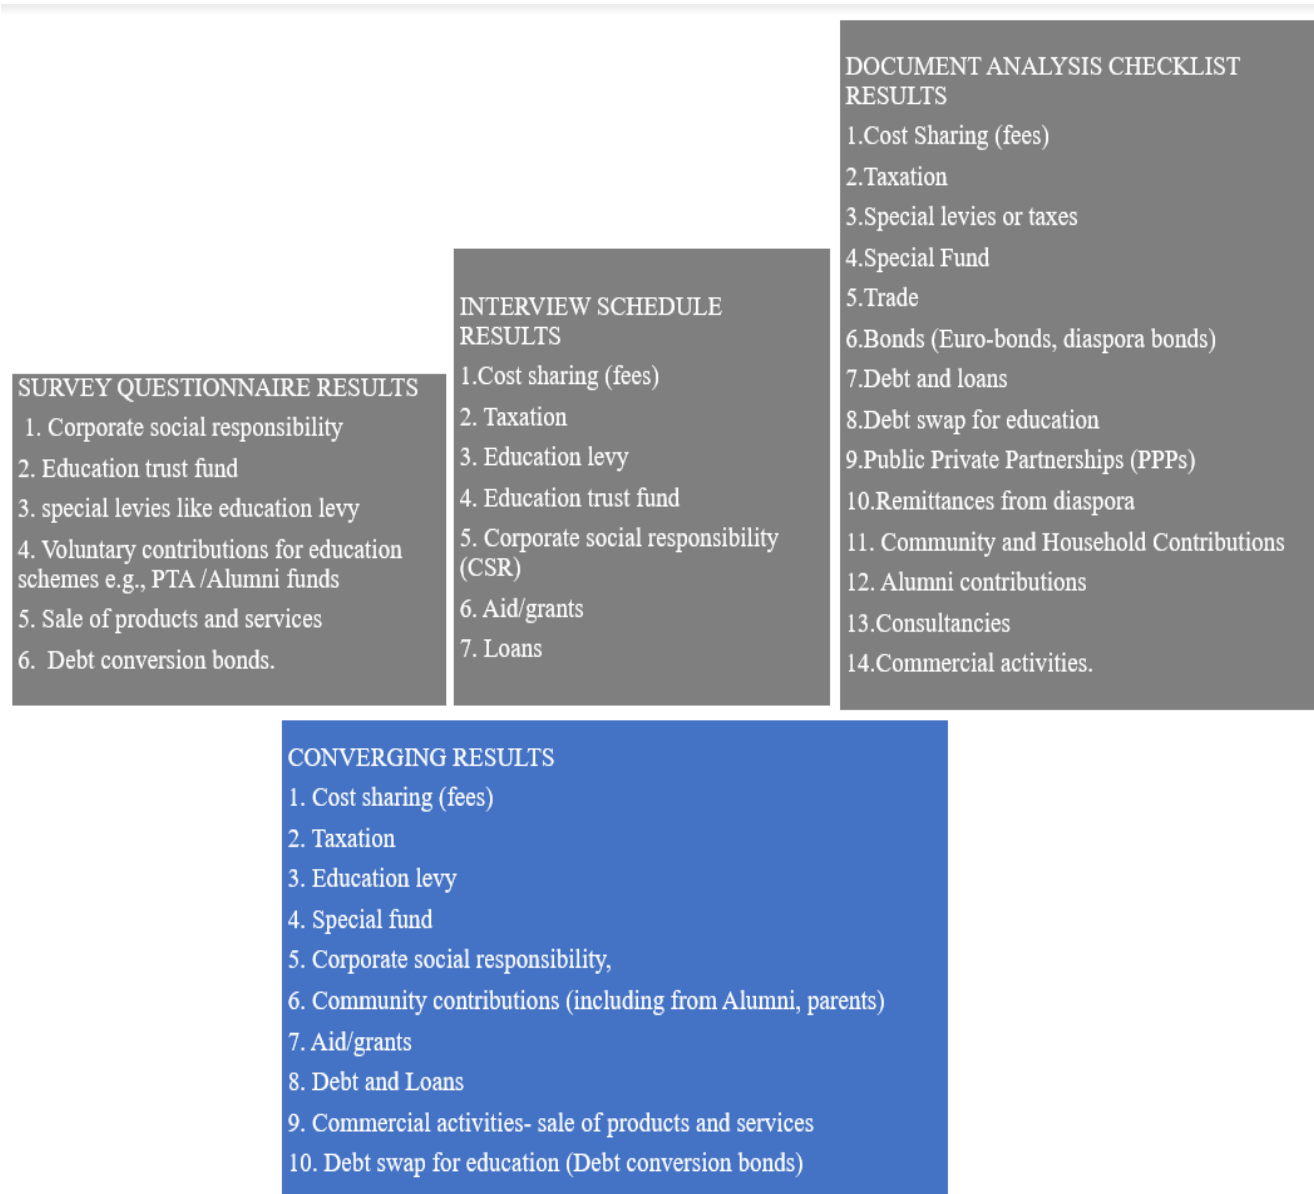 SURVEY QUESTIONNAIRE RESULTS
1. Corporate social responsibility
2. Education trust fund
3. special levies like education levy
4. Voluntary contributions for education
schemes e.g., PTA /Alumni funds
5. Sale of products and services
6. Debt conversion bonds.
INTERVIEW SCHEDULE
RESULTS
1.Cost sharing (fees)
2. Taxation
3. Education levy
4. Education trust fund
5. Corporate social responsibility
(CSR)
6. Aid/grants
7. Loans
DOCUMENT ANALYSIS CHECKLIST
RESULTS
1.Cost Sharing (fees)
2.Taxation
3.Special levies or taxes
4.Special Fund
5.Trade
6.Bonds (Euro-bonds, diaspora bonds)
7.Debt and loans
8.Debt swap for education
9.Public Private Partnerships (PPPs)
10.Remittances from diaspora
11. Community and Household Contributions
12. Alumni contributions
13.Consultancies
14.Commercial activities.
CONVERGING RESULTS
1. Cost sharing (fees)
2. Taxation
3. Education levy
4. Special fund
5. Corporate social responsibility,
6. Community contributions (including from Alumni, parents)
7. Aid/grants
8. Debt and Loans
9. Commercial activities- sale of products and services
10. Debt swap for education (Debt conversion bonds)